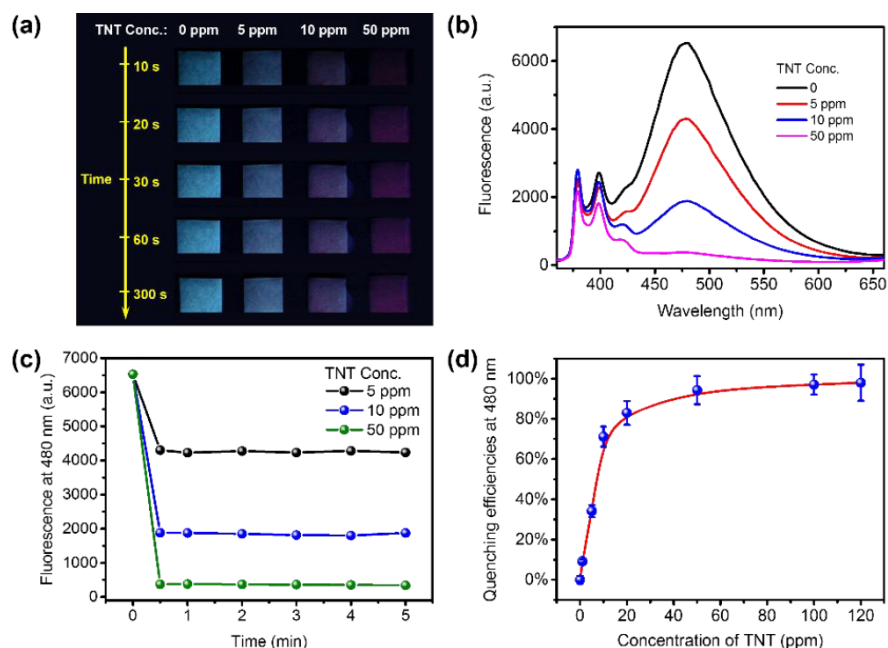 (a)
TNT Conc.: 0 ppm 5 ppm 10 ppm 50 ppm
10 s
20 s
Time 30 s
60 s
300 s
(b)
Fluorescence (a.u.)
6000
4000
2000
0
TNT Conc.
0
5 ppm
10 ppm
50 ppm
400 450 500 550 600 650
Wavelength (nm)
(c)
Fluorescence at 480 nm (a.u.)
7000
6000
5000
4000
3000
2000
1000
0
TNT Conc.
5 ppm
10 ppm
50 ppm
0 1 2 3 4 5
Time (min)
(d)
Quenching efficiencies at 480 nm
100%
80%
60%
40%
20%
0%
0 20 40 60 80 100 120
Concentration of TNT (ppm)